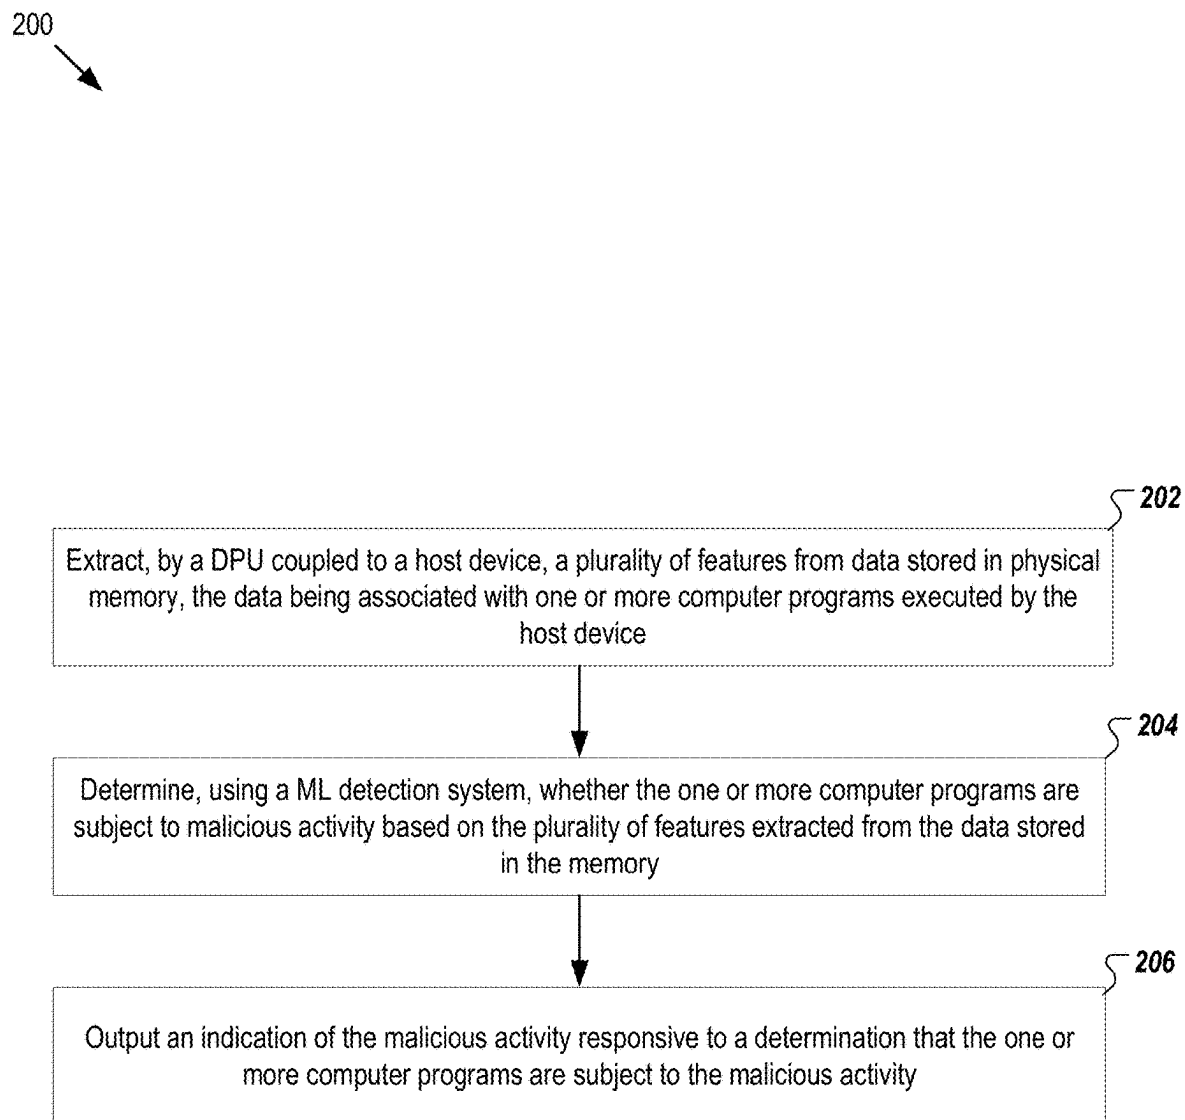 200
202
Extract, by a DPU coupled to a host device, a plurality of features from data stored in physical
memory, the data being associated with one or more computer programs executed by the
host device
204
Determine, using a ML detection system, whether the one or more computer programs are
subject to malicious activity based on the plurality of features extracted from the data stored
in the memory
206
Output an indication of the malicious activity responsive to a determination that the one or
more computer programs are subject to the malicious activity